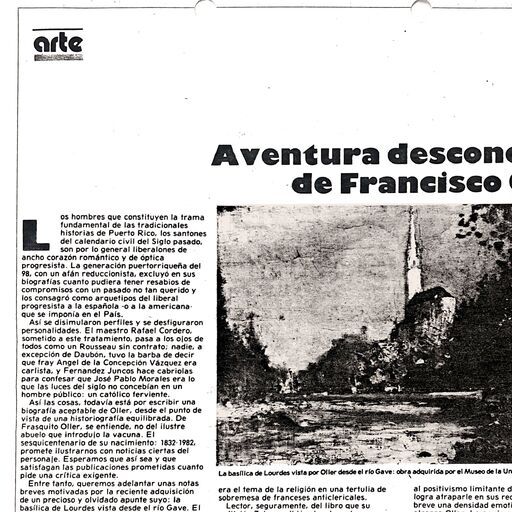 arte
Aventura descono
de Francisco
Los hombres que constituyen la trama
fundamental de las tradicionales
historias de Puerto Rico, los santones
del calendario civil del Siglo pasado,
son por lo general liberalones de
ancho corazón romántico y de óptica
progresista. La generación puertorriqueña del
98, con un afán reduccionista, excluyó en sus
biografías cuanto pudiera tener resabios de
compromisos con un pasado no tan querido y
los consagró como arquetipos del liberal
progresista a la española -o a la americana-
que se imponía en el País.
Así se disimularon perfiles y se desfiguraron
personalidades. El maestro Rafael Cordero,
sometido a este tratamiento, pasa a los ojos de
todos como un Rousseau sin contrato; nadie, a
excepción de Daubón, tuvo la barba de decir
que fray Angel de la Concepción Vázquez era
carlista, y Fernández Juncos hace cabriolas
para confesar que José Pablo Morales era lo
que las luces del siglo no concebían en un
hombre público: un católico ferviente.
Así las cosas, todavía está por escribir una
biografía aceptable de Oller, desde el punto de
vista de una historiografía equilibrada. De
Frasquito Oller, se entiende, no del ilustre
abuelo que introdujo la vacuna. El
sesquicentenario de su nacimiento: 1832-1982,
promete ilustrarnos con noticias ciertas del
personaje. Esperamos que así sea y que
satisfagan las publicaciones prometidas cuanto
pide una crítica exigente.
Entre tanto, queremos adelantar unas notas
breves motivadas por la reciente adquisición
de un precioso y olvidado apunte suyo: la
basílica de Lourdes vista desde el río Gave. El
La basílica de Lourdes vista por Oller desde el río Gave: obra adquirida por el Museo de la Un
era el tema de la religión en una tertulia de
sobremesa de franceses anticlericales.
Lector, seguramente, del libro que su
al positivismo limitante d
logra atraparle en sus rec
breve una densidad emoti